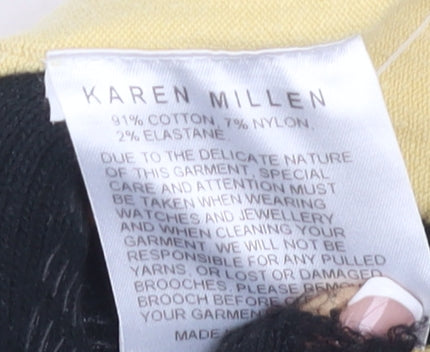 KAREN MILLEN
91% COTTON, 7% NYLON,
2% ELASTANE.
DUE TO THE DELICATE NATURE
OF THIS GARMENT, SPECIAL
CARE AND ATTENTION MUST
BE TAKEN WHEN WEARING
WATCHES AND JEWELLERY
AND WHEN CLEANING YOUR
GARMENT. WE WILL NOT BE
RESPONSIBLE FOR ANY PULLED
YARNS, OR LOST OR DAMAGED
BROOCHES. PLEASE
BROOCH BEFORE
YOUR
MADE